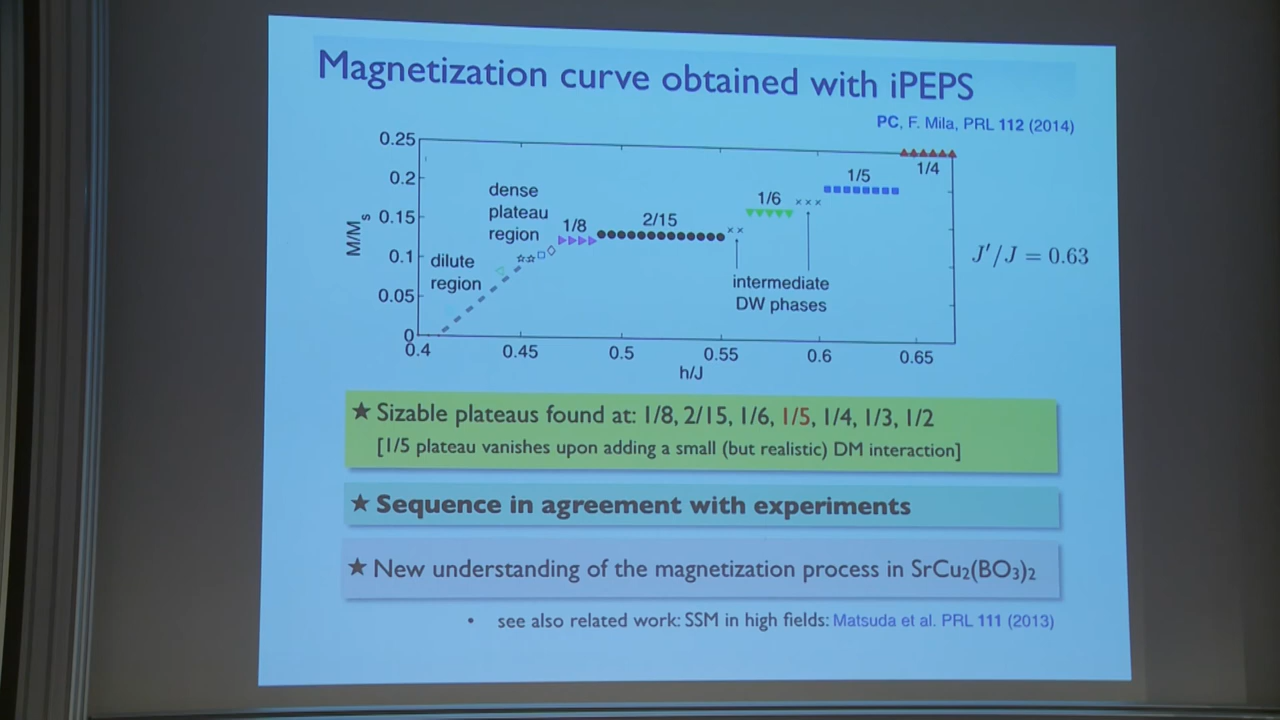 Magnetization curve obtained with iPEPS
PC, F. Mila, PRL 112 (2014)
0.25
0.2
0.15
0.1
0.05
0
M/Ms
0.4
0.45
0.5
0.55
0.6
0.65
h/J
dilute
region
dense
plateau
region
1/8
2/15
1/6
1/5
1/4
intermediate
DW phases
J′/J = 0.63
★ Sizable plateaus found at: 1/8, 2/15, 1/6, 1/5, 1/4, 1/3, 1/2
[1/5 plateau vanishes upon adding a small (but realistic) DM interaction]
★ Sequence in agreement with experiments
★ New understanding of the magnetization process in SrCu₂(BO₃)₂
• see also related work: SSM in high fields: Matsuda et al. PRL 111 (2013)